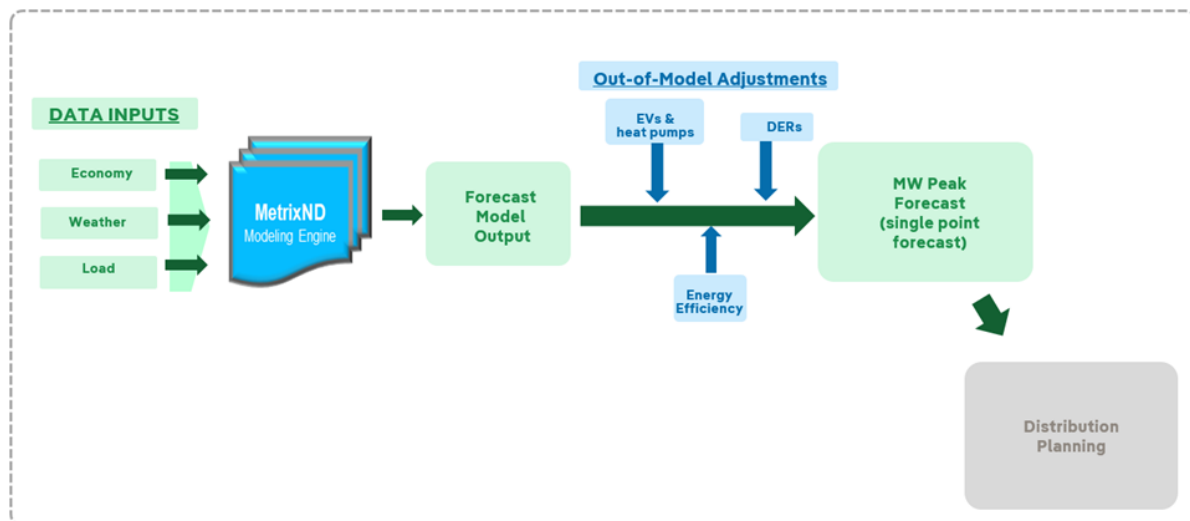 DATA INPUTS
Economy
Weather
Load
MetrixND
Modeling Engine
Forecast
Model
Output
Out-of-Model Adjustments
EVs &
heat pumps
DERs
Energy
Efficiency
MW Peak
Forecast
(single point
forecast)
Distribution
Planning